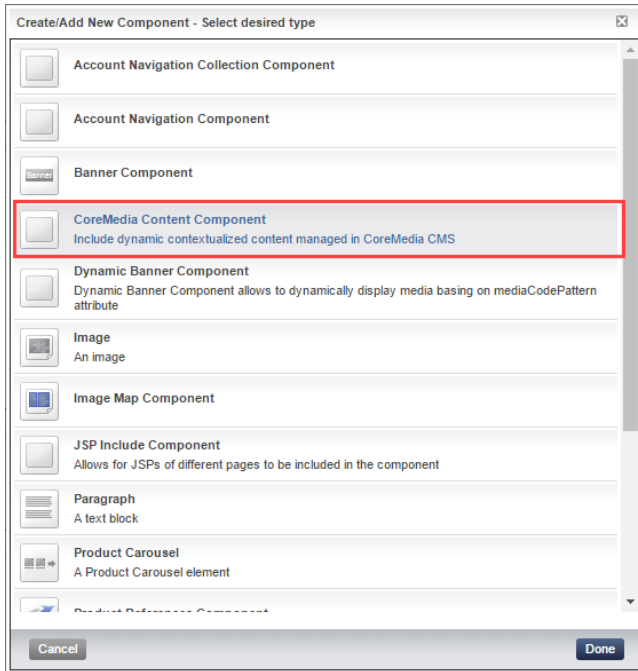 Create/Add New Component - Select desired type
Account Navigation Collection Component
Account Navigation Component
Banner
Banner Component
CoreMedia Content Component
Include dynamic contextualized content managed in CoreMedia CMS
Dynamic Banner Component
Dynamic Banner Component allows to dynamically display media basing on mediaCodePattern
attribute
Image
An image
Image Map Component
JSP Include Component
Allows for JSPs of different pages to be included in the component
Paragraph
A text block
Product Carousel
A Product Carousel element
Product References Component
Cancel
Done